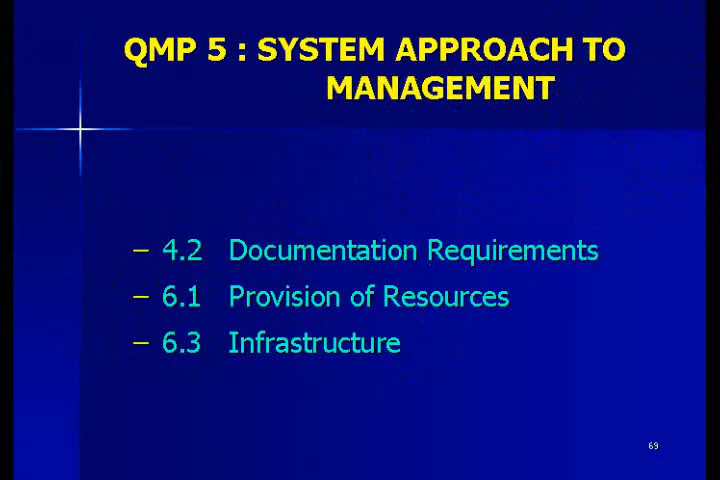 QMP 5 : SYSTEM APPROACH TO
MANAGEMENT
– 4.2 Documentation Requirements
– 6.1 Provision of Resources
– 6.3 Infrastructure
69